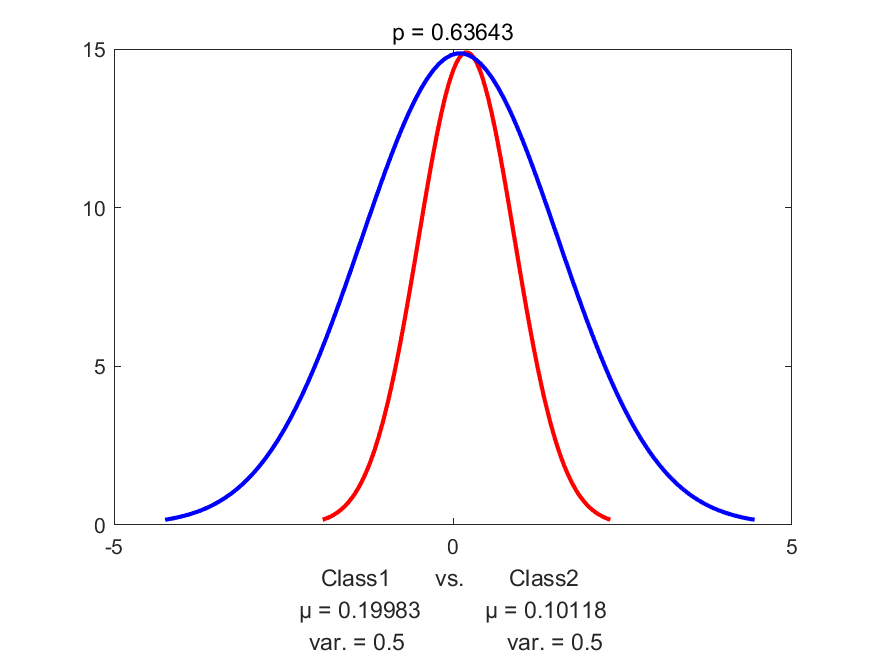 p = 0.63643
15
10
5
0
-5 0 5
Class1 vs. Class2
μ = 0.19983 μ = 0.10118
var. = 0.5 var. = 0.5